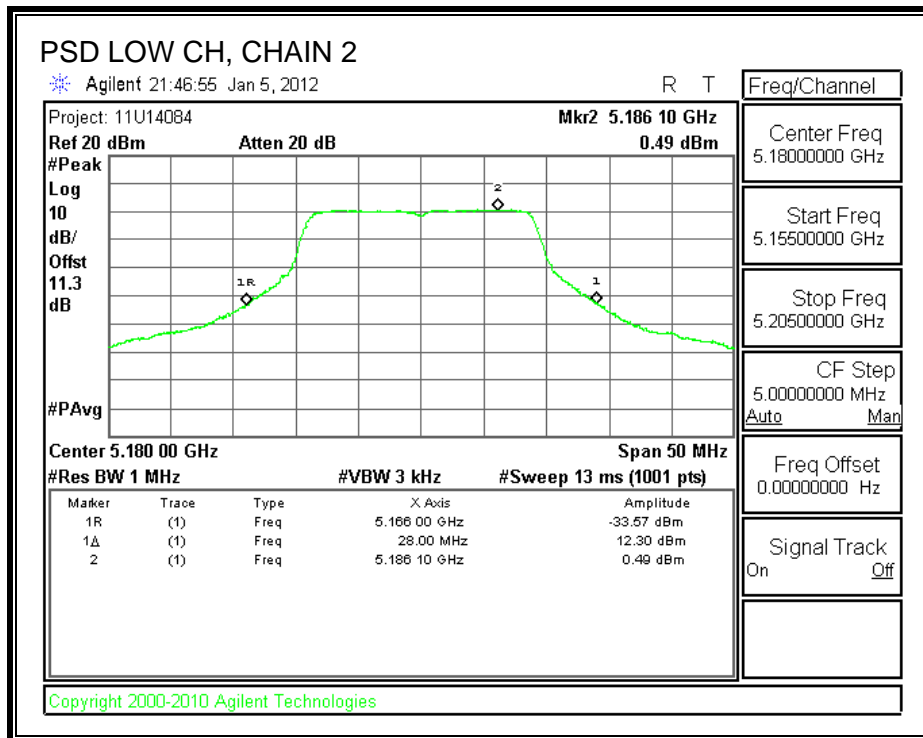 PSD LOW CH, CHAIN 2
Agilent 21:46:55 Jan 5, 2012 R T
Project: 11U14084 Mkr2 5.186 10 GHz
Ref 20 dBm Atten 20 dB 0.49 dBm
#Peak
Log
10
dB/
Offst
11.3
dB
#PAvg
1R
2
1
Center 5.180 00 GHz Span 50 MHz
#Res BW 1 MHz #VBW 3 kHz #Sweep 13 ms (1001 pts)
Marker Trace Type X Axis Amplitude
1R (1) Freq 5.166 00 GHz -33.57 dBm
1Δ (1) Freq 28.00 MHz 12.30 dBm
2 (1) Freq 5.186 10 GHz 0.49 dBm
Copyright 2000-2010 Agilent Technologies
Freq/Channel
Center Freq
5.18000000 GHz
Start Freq
5.15500000 GHz
Stop Freq
5.20500000 GHz
CF Step
5.00000000 MHz
Auto Man
Freq Offset
0.00000000 Hz
Signal Track
On Off